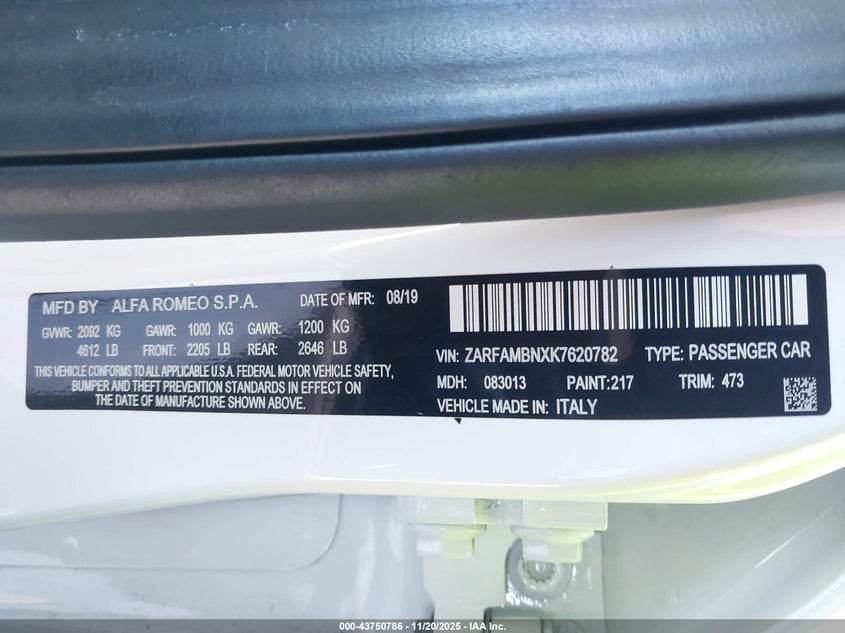 MFD BY ALFA ROMEO S.P.A. DATE OF MFR: 08/19
GVWR: 2092 KG GAWR: 1000 KG GAWR: 1200 KG
4612 LB FRONT: 2205 LB REAR: 2646 LB
THIS VEHICLE CONFORMS TO ALL APPLICABLE U.S.A. FEDERAL MOTOR VEHICLE SAFETY,
BUMPER AND THEFT PREVENTION STANDARDS IN EFFECT ON
THE DATE OF MANUFACTURE SHOWN ABOVE.
VIN: ZARFAMBNXK7620782 TYPE: PASSENGER CAR
MDH: 083013 PAINT:217 TRIM: 473
VEHICLE MADE IN: ITALY
000-43750786 - 11/20/2025 - IAA Inc.